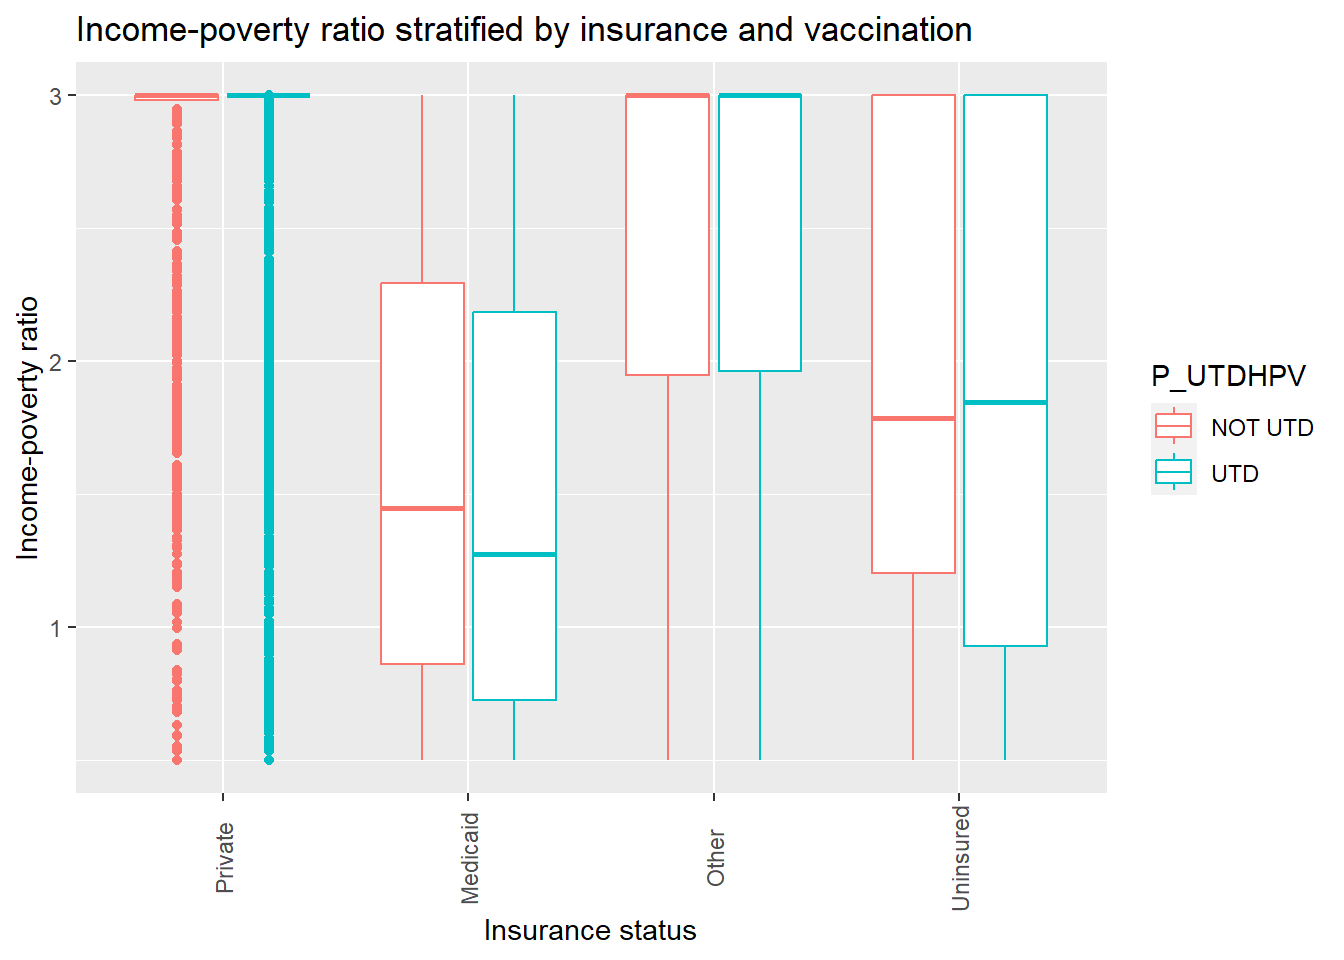 Income-poverty ratio stratified by insurance and vaccination
Income-poverty ratio
3
2
1
Private
Medicaid
Other
Uninsured
Insurance status
P_UTDHPV
NOT UTD
UTD